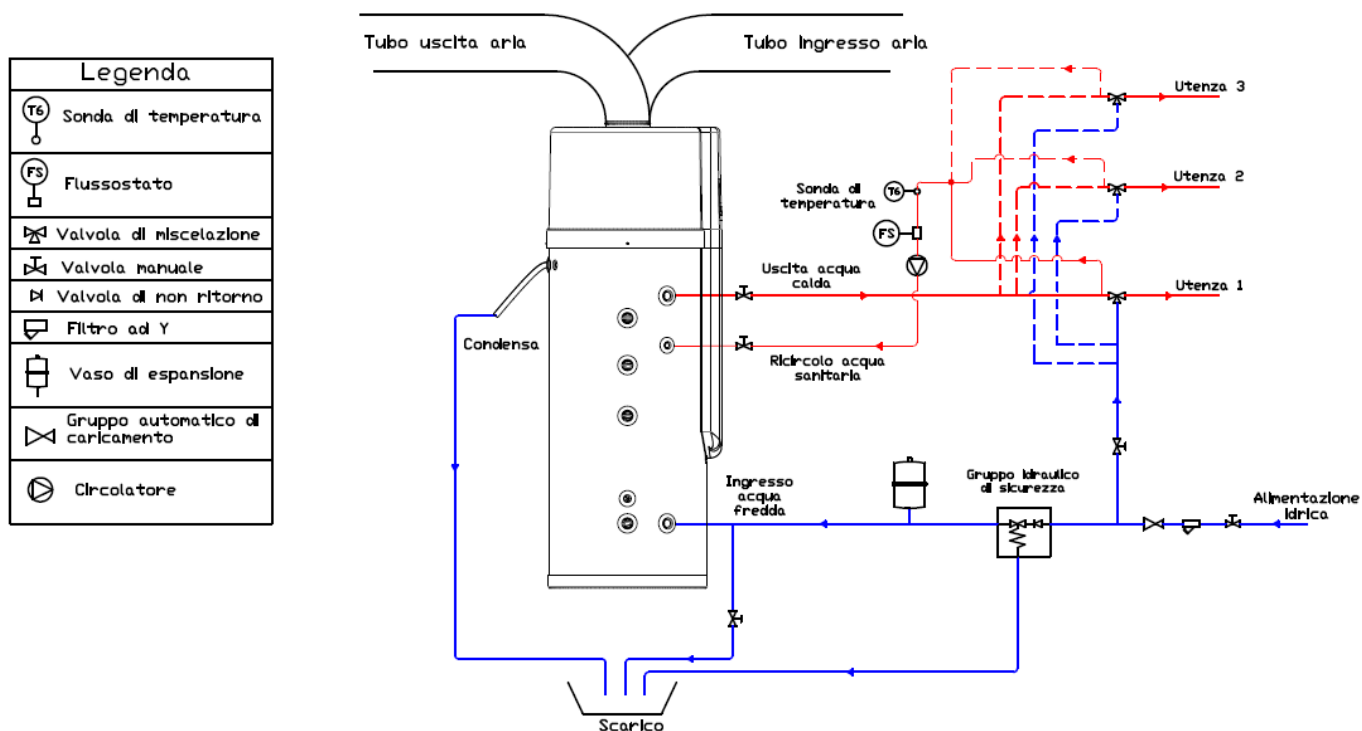 Tubo uscita aria
Tubo ingresso aria
Legenda
T6
Sonda di temperatura
FS
Flussostato
Valvola di miscelazione
Valvola manuale
Valvola di non ritorno
Filtro ad Y
Vaso di espansione
Gruppo automatico di
caricamento
Circolatore
Utenza 3
Utenza 2
Utenza 1
Sonda di
temperatura
T6
FS
Uscita acqua
calda
Condensa
Ricircolo acqua
sanitaria
Ingresso
acqua
fredda
Gruppo idraulico
di sicurezza
Alimentazione
idrica
Scarico